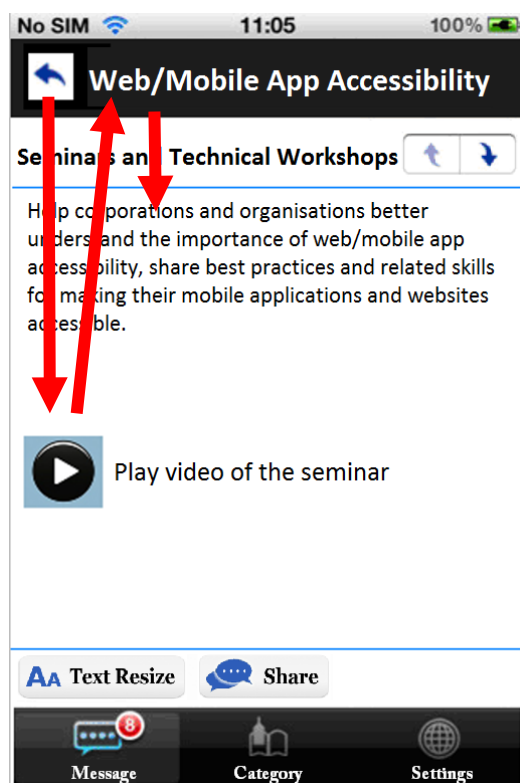 No SIM 11:05 100%
Web/Mobile App Accessibility
Seminars and Technical Workshops
Help corporations and organisations better
understand the importance of web/mobile app
accessibility, share best practices and related skills
for making their mobile applications and websites
accessible.
Play video of the seminar
AA Text Resize Share
8
Message Category Settings